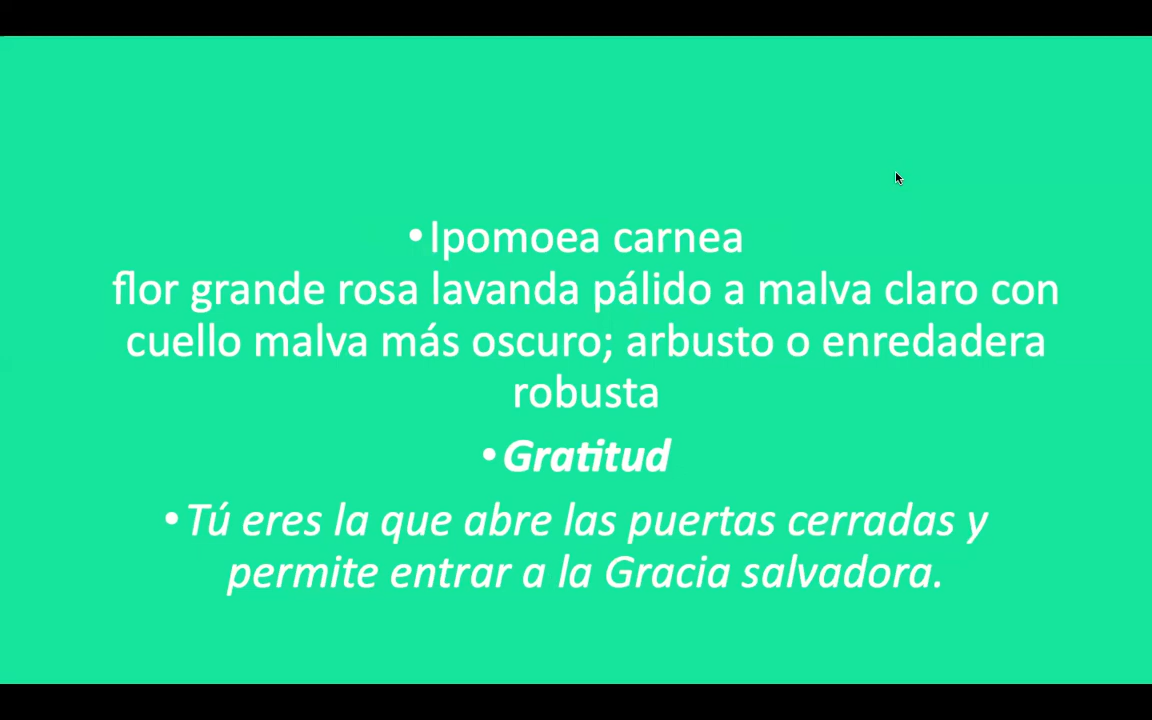 •Ipomoea carnea
flor grande rosa lavanda pálido a malva claro con
cuello malva más oscuro; arbusto o enredadera
robusta
•Gratitud
•Tú eres la que abre las puertas cerradas y
permite entrar a la Gracia salvadora.